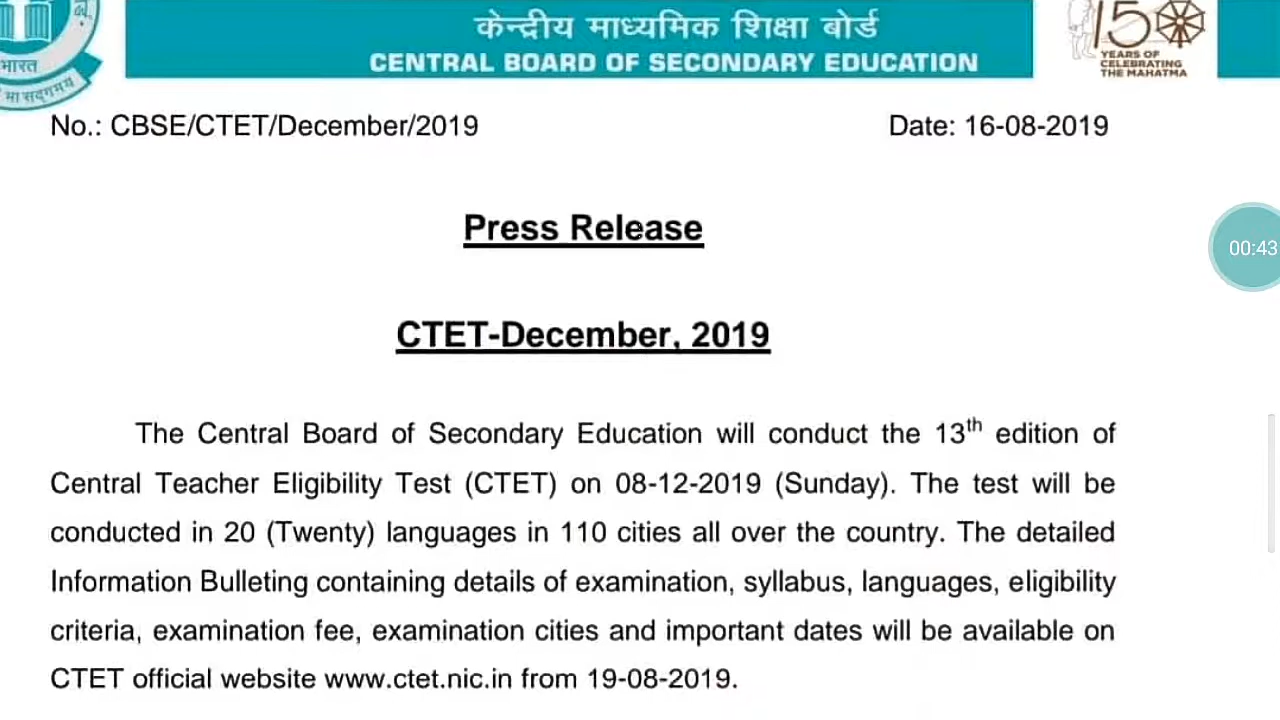 केन्द्रीय माध्यमिक शिक्षा बोर्ड
CENTRAL BOARD OF SECONDARY EDUCATION
150
YEARS OF
CELEBRATING
THE MAHATMA
भारत
मा सद्गमय
No.: CBSE/CTET/December/2019 Date: 16-08-2019
Press Release
00:43
CTET-December, 2019
The Central Board of Secondary Education will conduct the 13th edition of
Central Teacher Eligibility Test (CTET) on 08-12-2019 (Sunday). The test will be
conducted in 20 (Twenty) languages in 110 cities all over the country. The detailed
Information Bulleting containing details of examination, syllabus, languages, eligibility
criteria, examination fee, examination cities and important dates will be available on
CTET official website www.ctet.nic.in from 19-08-2019.